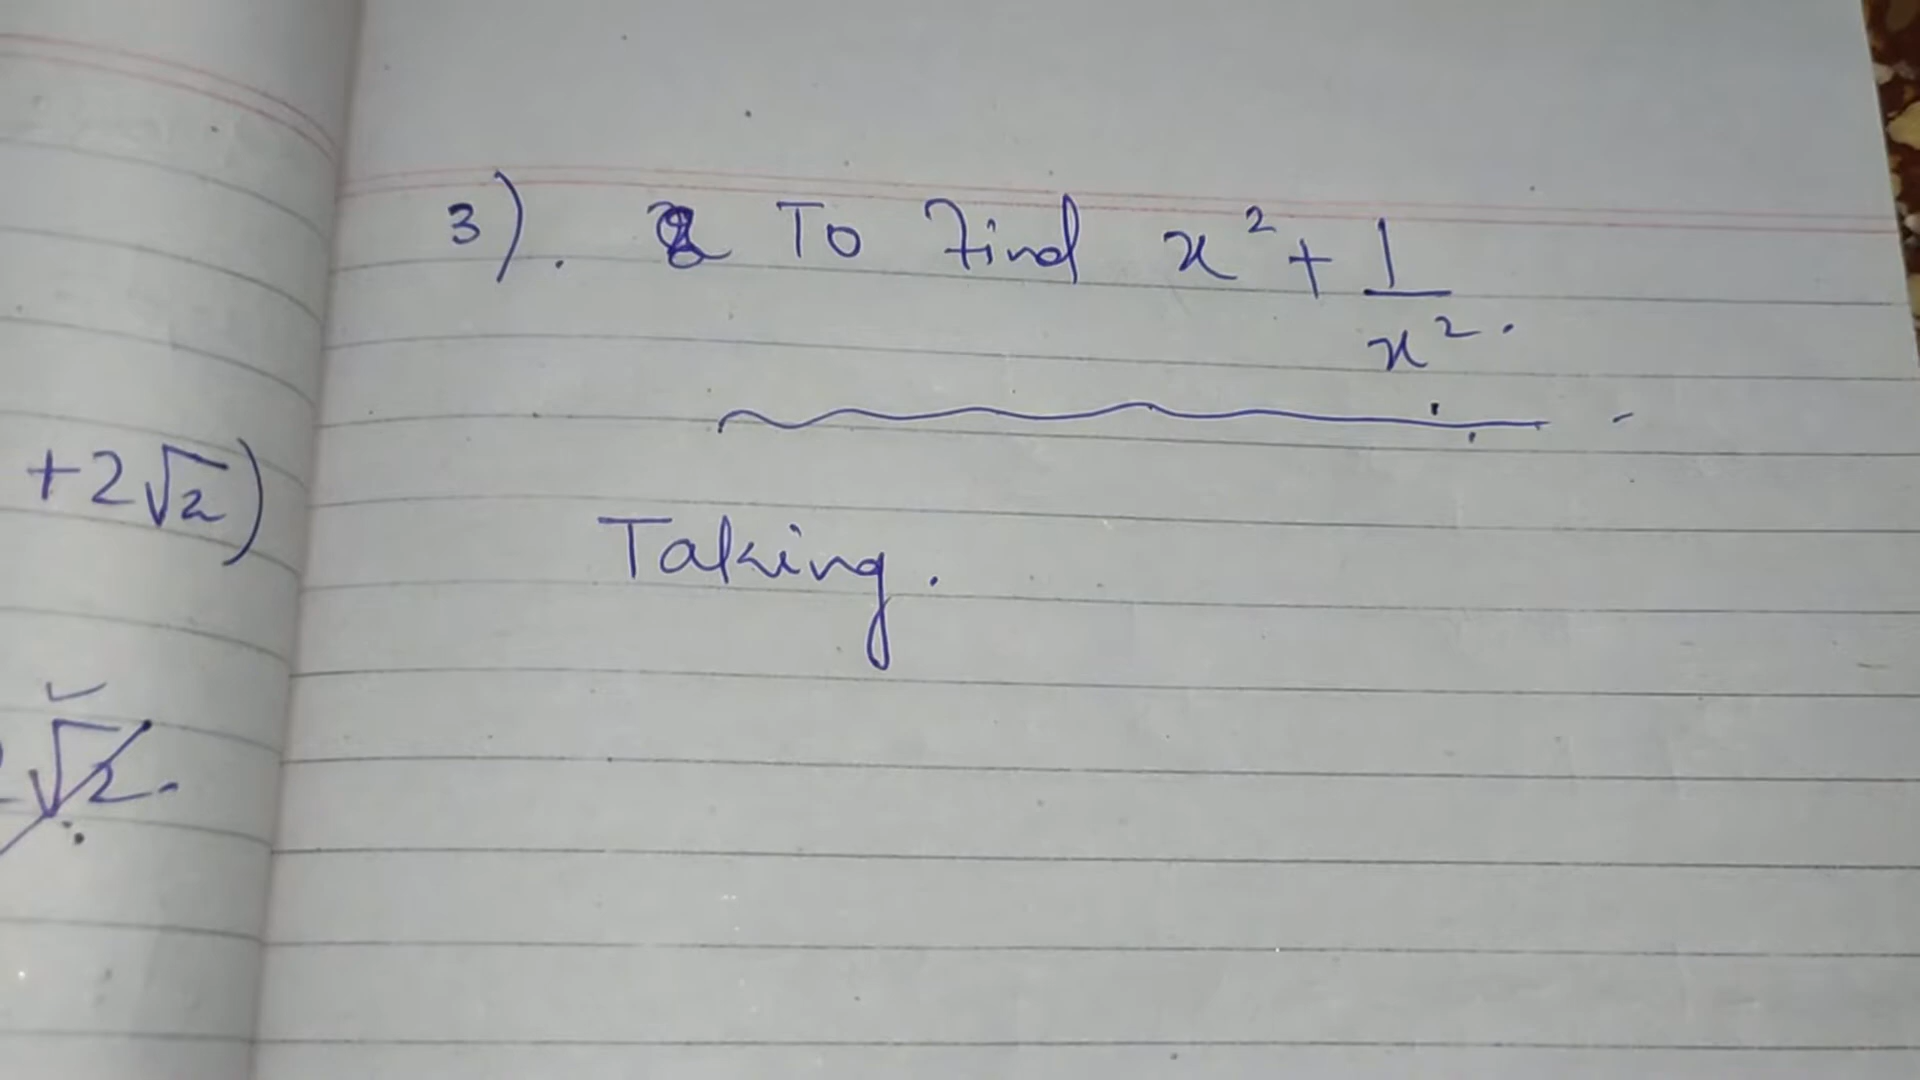 +2√2)
√2.
3). To Find x² + 1/x².
Taking.